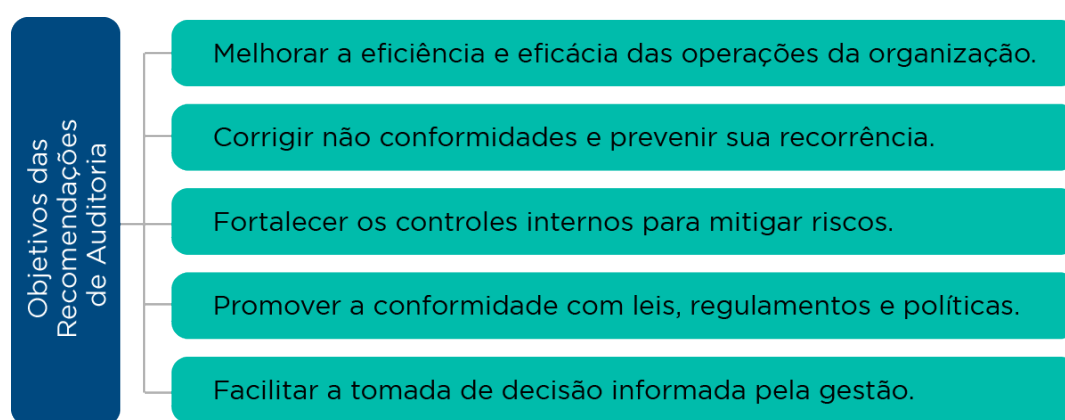 Objetivos das
Recomendações
de Auditoria
Melhorar a eficiência e eficácia das operações da organização.
Corrigir não conformidades e prevenir sua recorrência.
Fortalecer os controles internos para mitigar riscos.
Promover a conformidade com leis, regulamentos e políticas.
Facilitar a tomada de decisão informada pela gestão.